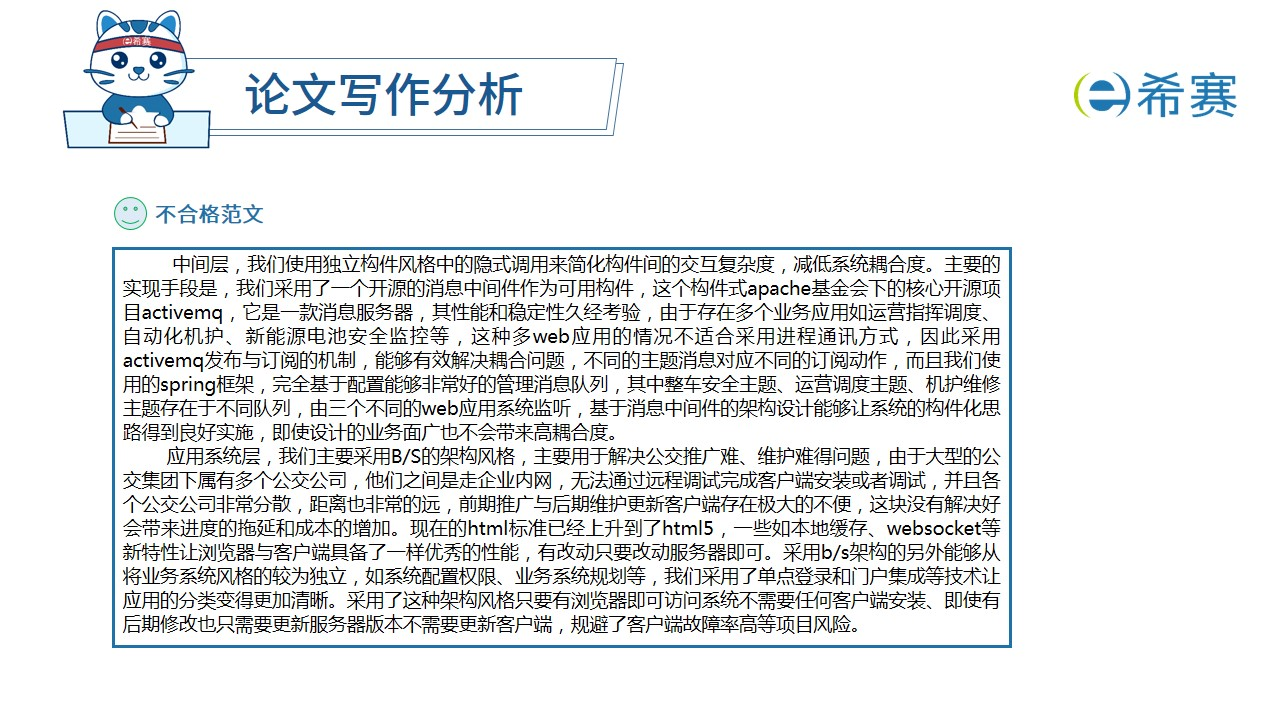 希赛
论文写作分析
希赛
不合格范文
中间层，我们使用独立构件风格中的隐式调用来简化构件间的交互复杂度，减低系统耦合度。主要的
实现手段是，我们采用了一个开源的消息中间件作为可用构件，这个构件式apache基金会下的核心开源项
目activemq，它是一款消息服务器，其性能和稳定性久经考验，由于存在多个业务应用如运营指挥调度、
自动化机护、新能源电池安全监控等，这种多web应用的情况不适合采用进程通讯方式，因此采用
activemq发布与订阅的机制，能够有效解决耦合问题，不同的主题消息对应不同的订阅动作，而且我们使
用的spring框架，完全基于配置能够非常好的管理消息队列，其中整车安全主题、运营调度主题、机护维修
主题存在于不同队列，由三个不同的web应用系统监听，基于消息中间件的架构设计能够让系统的构件化思
路得到良好实施，即使设计的业务面广也不会带来高耦合度。
应用系统层，我们主要采用B/S的架构风格，主要用于解决公交推广难、维护难得问题，由于大型的公
交集团下属有多个公交公司，他们之间是走企业内网，无法通过远程调试完成客户端安装或者调试，并且各
个公交公司非常分散，距离也非常的远，前期推广与后期维护更新客户端存在极大的不便，这块没有解决好
会带来进度的拖延和成本的增加。现在的html标准已经上升到了html5，一些如本地缓存、websocket等
新特性让浏览器与客户端具备了一样优秀的性能，有改动只要改动服务器即可。采用b/s架构的另外能够从
将业务系统风格的较为独立，如系统配置权限、业务系统规划等，我们采用了单点登录和门户集成等技术让
应用的分类变得更加清晰。采用了这种架构风格只要有浏览器即可访问系统不需要任何客户端安装、即使有
后期修改也只需要更新服务器版本不需要更新客户端，规避了客户端故障率高等项目风险。